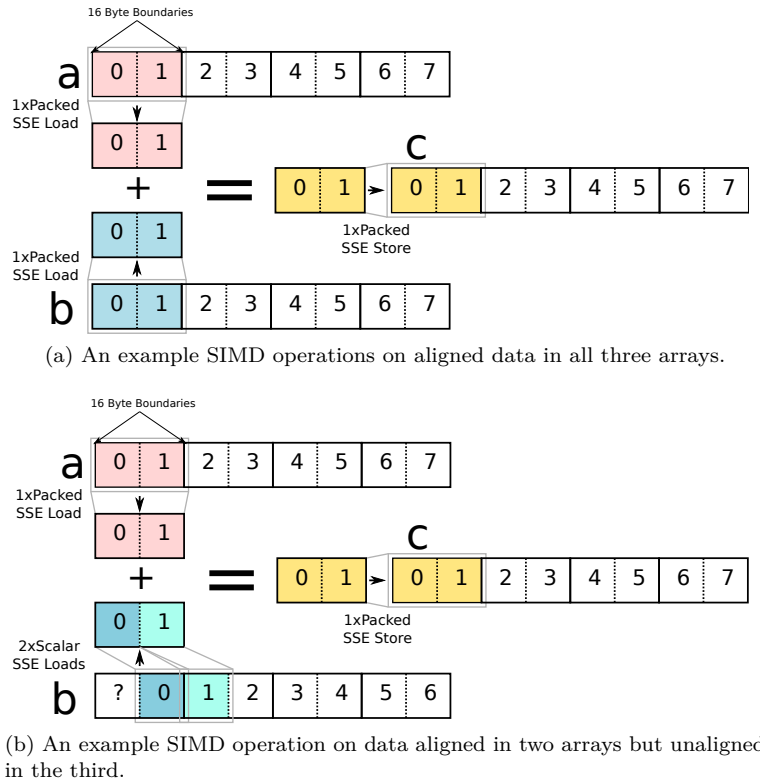 16 Byte Boundaries
a 0 1 2 3 4 5 6 7
1xPacked
SSE Load
0 1
c
+ = 0 1 0 1 2 3 4 5 6 7
0 1
1xPacked
SSE Store
1xPacked
SSE Load
b 0 1 2 3 4 5 6 7
(a) An example SIMD operations on aligned data in all three arrays.
16 Byte Boundaries
a 0 1 2 3 4 5 6 7
1xPacked
SSE Load
0 1
c
+ = 0 1 0 1 2 3 4 5 6 7
0 1
1xPacked
SSE Store
2xScalar
SSE Loads
b ? 0 1 2 3 4 5 6
(b) An example SIMD operation on data aligned in two arrays but unaligned
in the third.